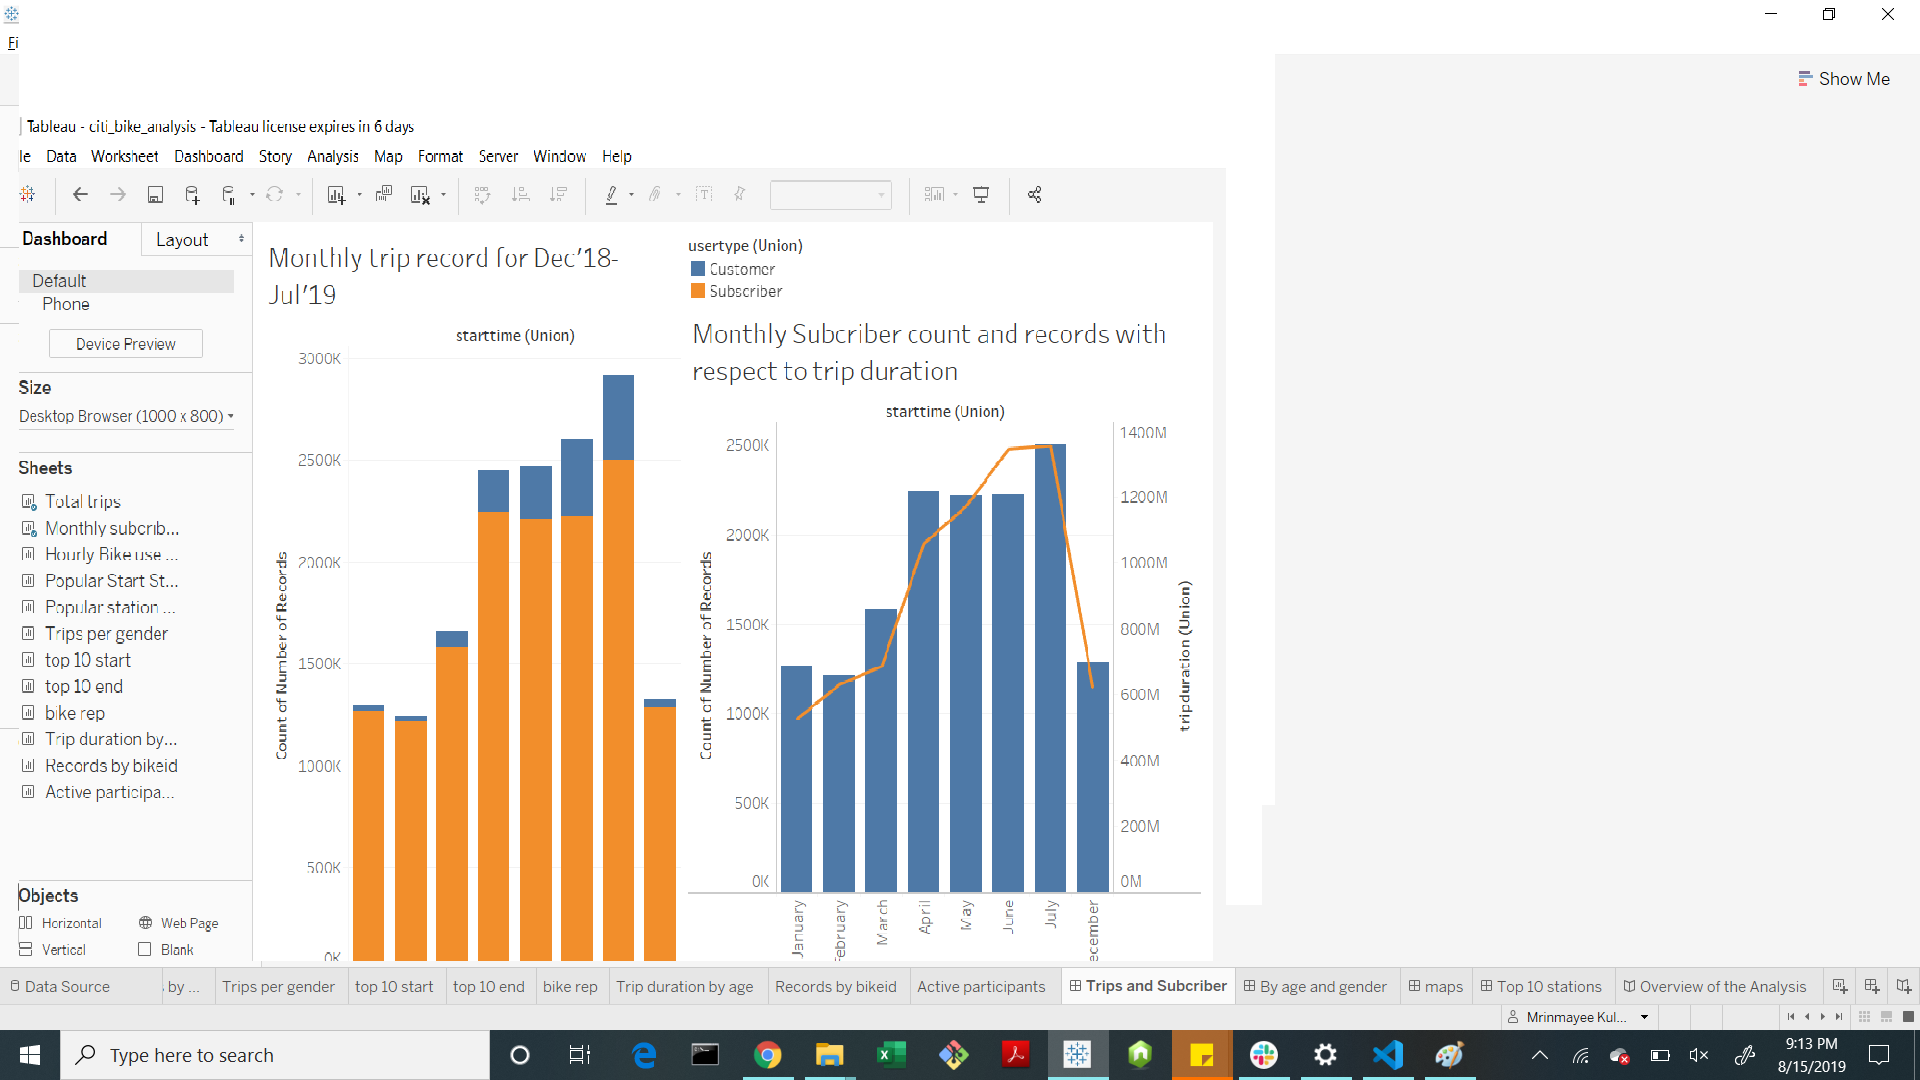 Fi
Show Me
Tableau - citi_bike_analysis - Tableau license expires in 6 days
le Data Worksheet Dashboard Story Analysis Map Format Server Window Help
Dashboard Layout
Default
Phone
Device Preview
Size
Desktop Browser (1000 x 800)
Sheets
Total trips
Monthly subcrib...
Hourly Bike use ...
Popular Start St...
Popular station ...
Trips per gender
top 10 start
top 10 end
bike rep
Trip duration by...
Records by bikeid
Active participa...
Objects
Horizontal Web Page
Vertical Blank
Monthly trip record for Dec'18-
Jul'19
starttime (Union)
3000K
2500K
2000K
1500K
1000K
500K
0K
Count of Number of Records
usertype (Union)
Customer
Subscriber
Monthly Subcriber count and records with
respect to trip duration
starttime (Union)
2500K
2000K
1500K
1000K
500K
0K
Count of Number of Records
1400M
1200M
1000M
800M
600M
400M
200M
0M
tripduration (Union)
January
February
March
April
May
June
July
ecember
Data Source s by ... Trips per gender top 10 start top 10 end bike rep Trip duration by age Records by bikeid Active participants Trips and Subcriber By age and gender maps Top 10 stations Overview of the Analysis
Mrinmayee Kul...
Type here to search
9:13 PM
8/15/2019